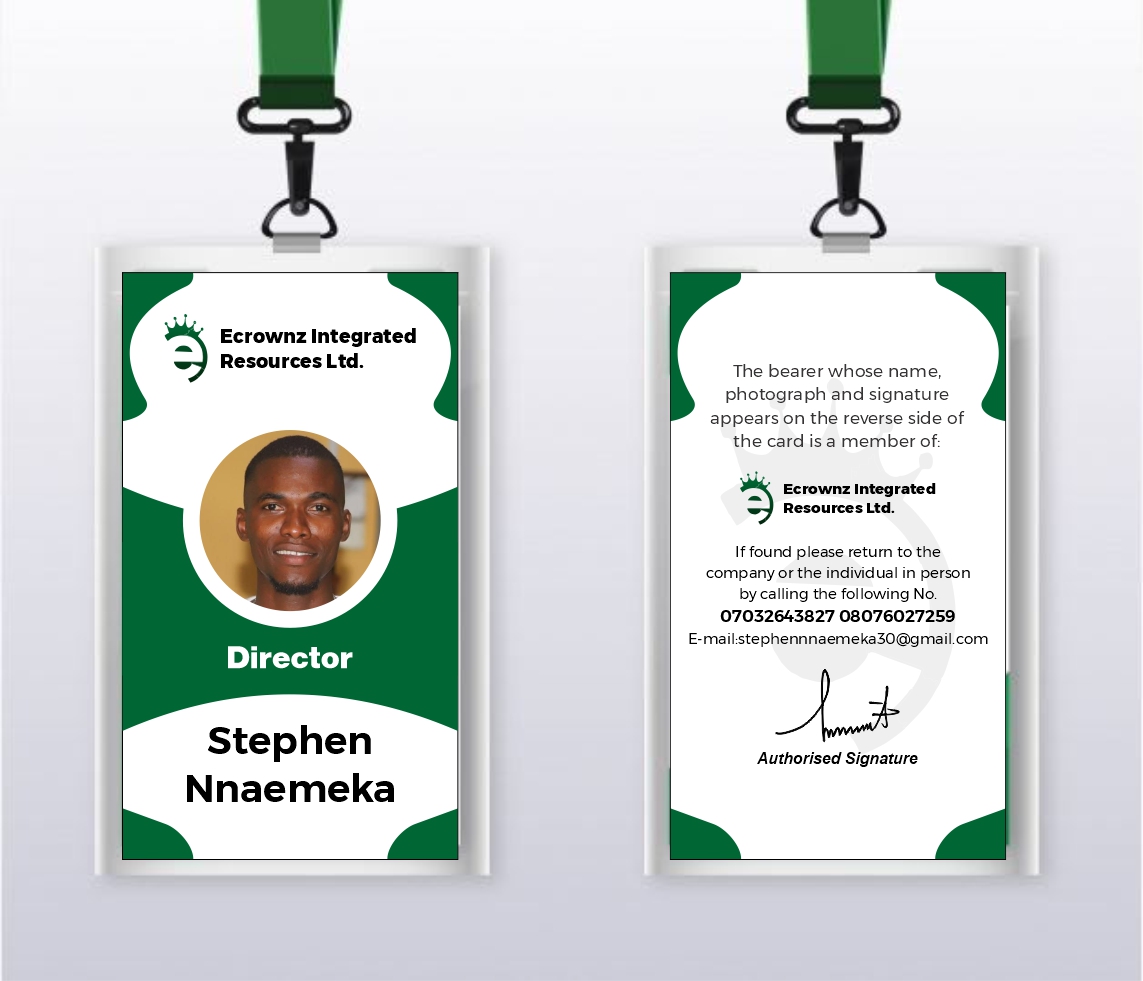 Ecrownz Integrated
Resources Ltd.
Director
Stephen
Nnaemeka
The bearer whose name,
photograph and signature
appears on the reverse side of
the card is a member of:
Ecrownz Integrated
Resources Ltd.
If found please return to the
company or the individual in person
by calling the following No.
07032643827 08076027259
E-mail:stephennnaemeka30@gmail.com
Authorised Signature